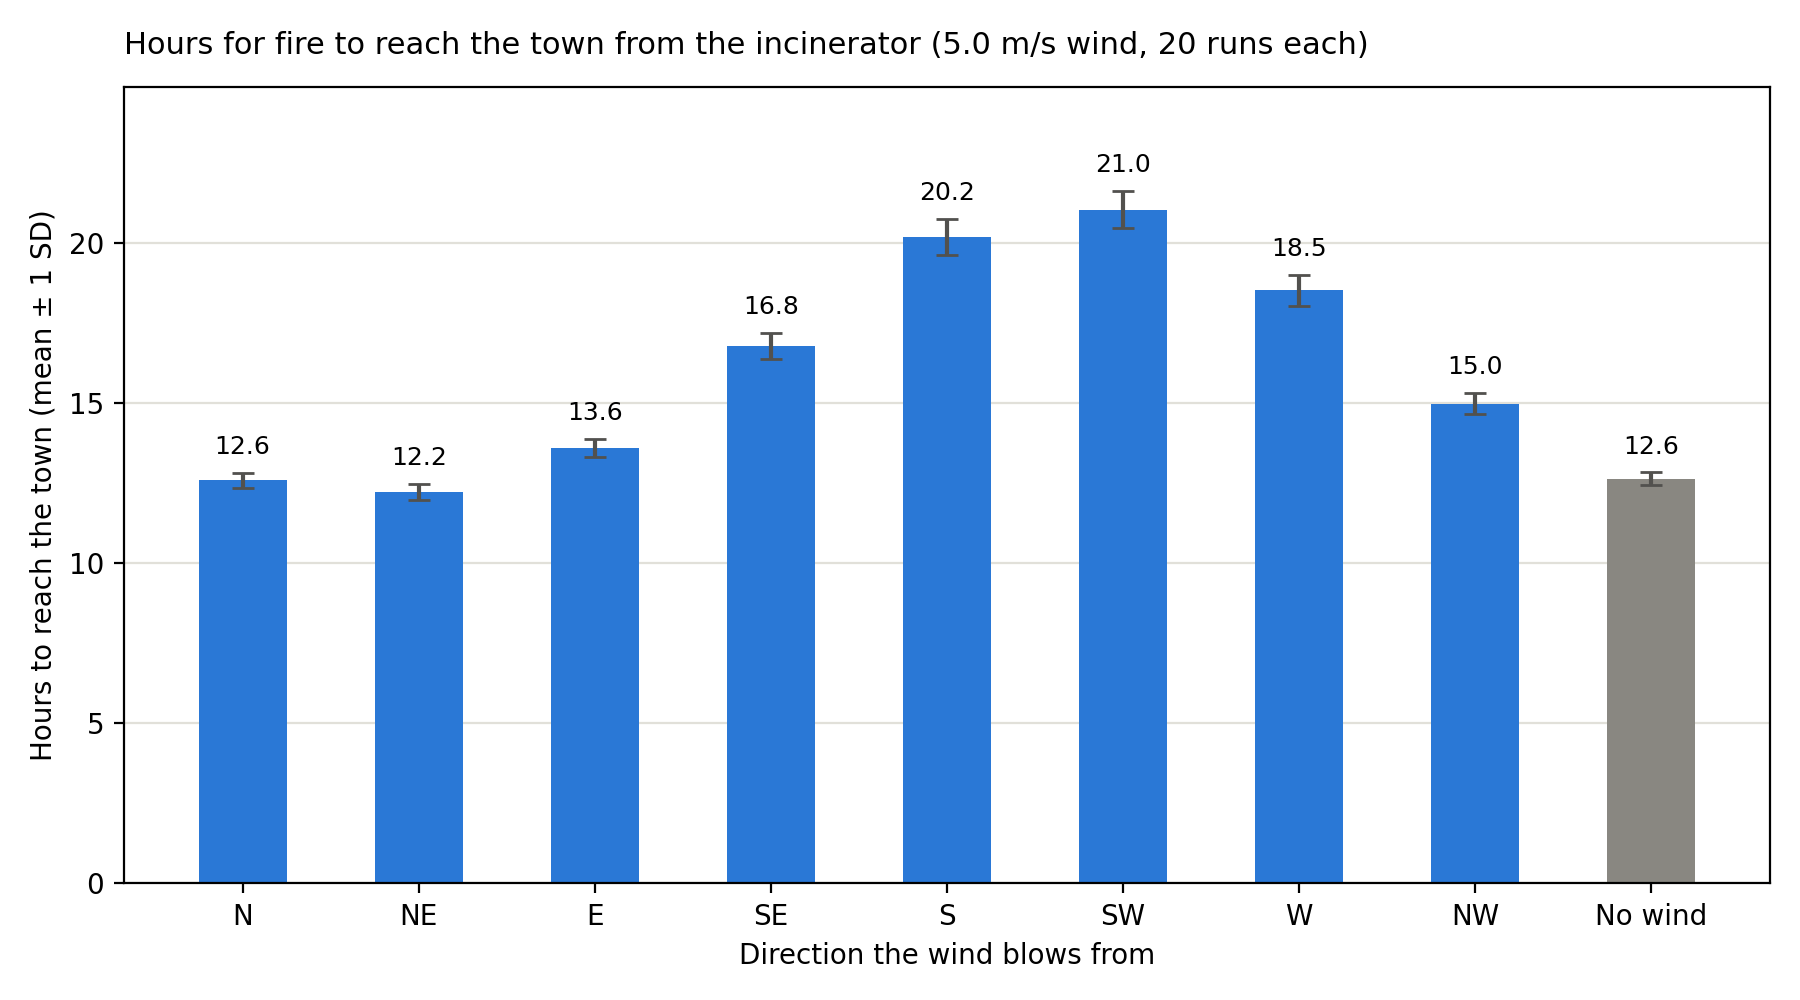 Hours for fire to reach the town from the incinerator (5.0 m/s wind, 20 runs each)
Hours to reach the town (mean ± 1 SD)
20
15
10
5
0
12.6
12.2
13.6
16.8
20.2
21.0
18.5
15.0
12.6
N
NE
E
SE
S
SW
W
NW
No wind
Direction the wind blows from